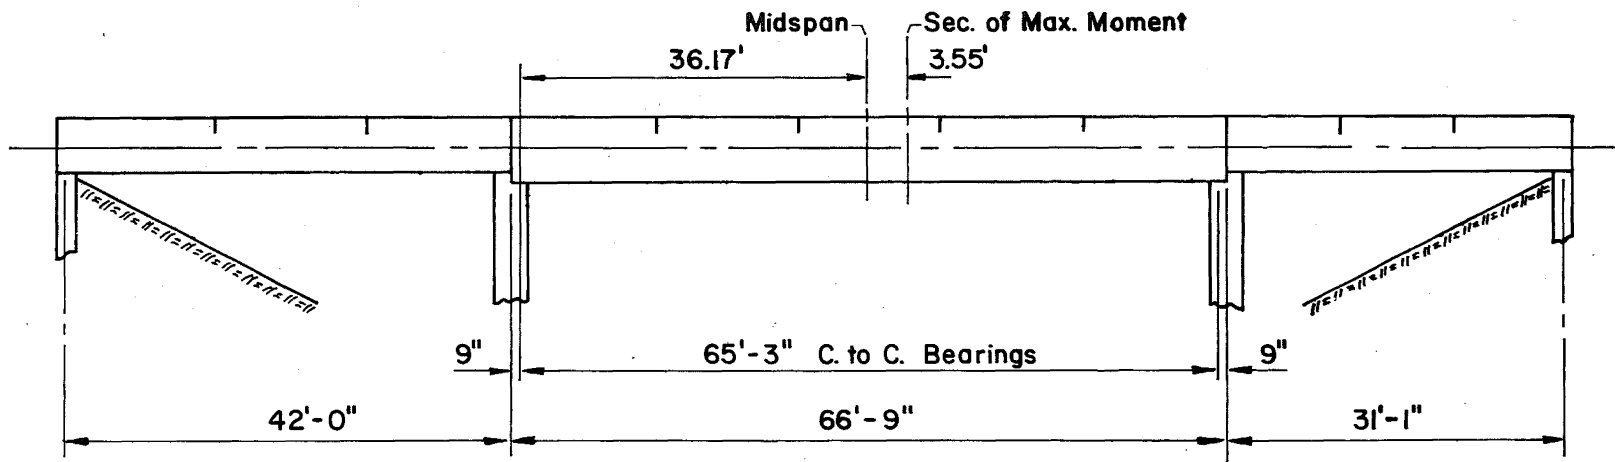 Midspan Sec. of Max. Moment
36.17' 3.55'
9" 65'-3" C. to C. Bearings 9"
42'-0" 66'-9" 31'-1"